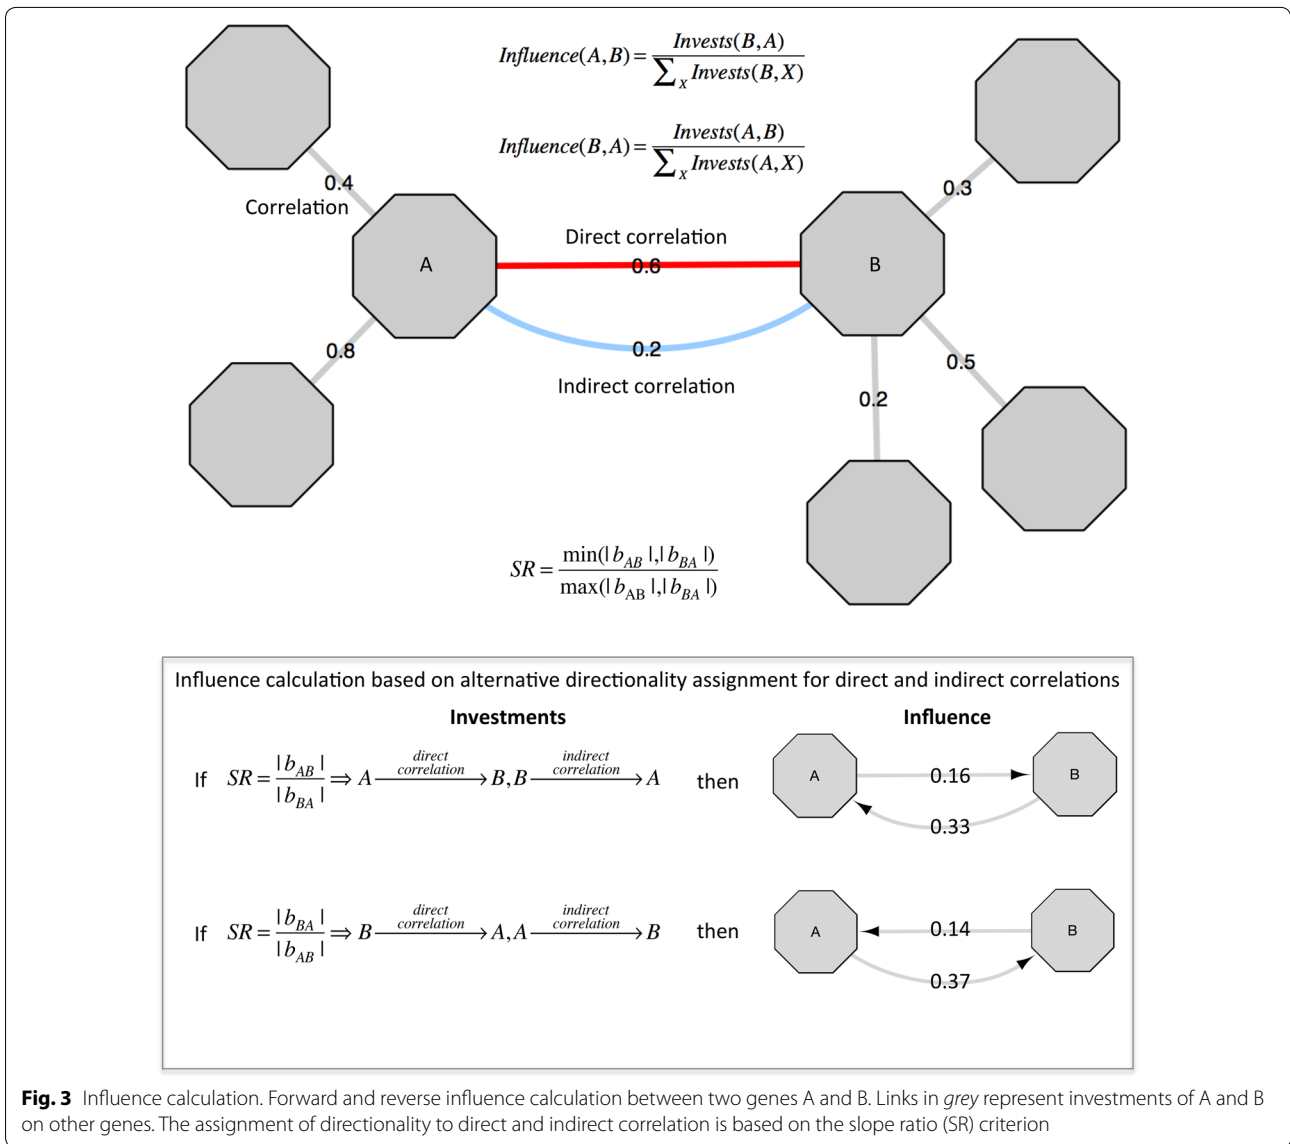 Influence(A,B) = Invests(B,A) / ∑X Invests(B,X)
Influence(B,A) = Invests(A,B) / ∑X Invests(A,X)
0.4
Correlation
0.3
Direct correlation
A
0.6
B
0.8
0.2
0.5
Indirect correlation
0.2
SR = min(|bAB|,|bBA|) / max(|bAB|,|bBA|)
Influence calculation based on alternative directionality assignment for direct and indirect correlations
Investments
Influence
If SR = |bAB| / |bBA| ⇒ A direct correlation → B, B indirect correlation → A then
A
0.16
B
0.33
If SR = |bBA| / |bAB| ⇒ B direct correlation → A, A indirect correlation → B then
A
0.14
B
0.37
Fig. 3 Influence calculation. Forward and reverse influence calculation between two genes A and B. Links in grey represent investments of A and B
on other genes. The assignment of directionality to direct and indirect correlation is based on the slope ratio (SR) criterion